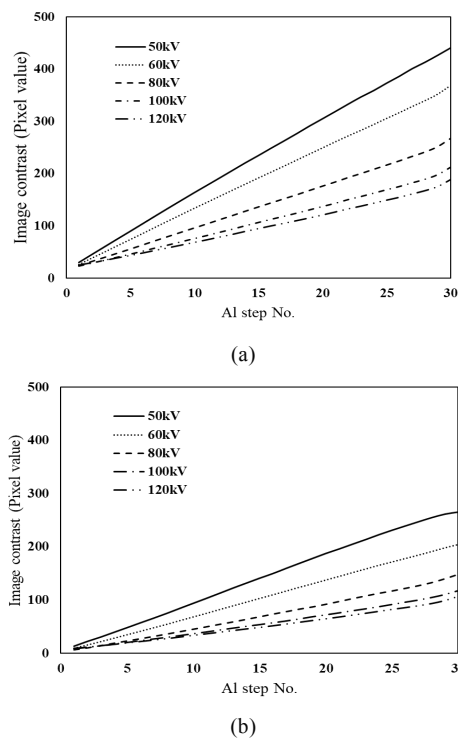 500
400
300
200
100
0
Image contrast (Pixel value)
50kV
60kV
80kV
100kV
120kV
0 5 10 15 20 25 30
Al step No.
(a)
500
400
300
200
100
0
Image contrast (Pixel value)
50kV
60kV
80kV
100kV
120kV
0 5 10 15 20 25 30
Al step No.
(b)